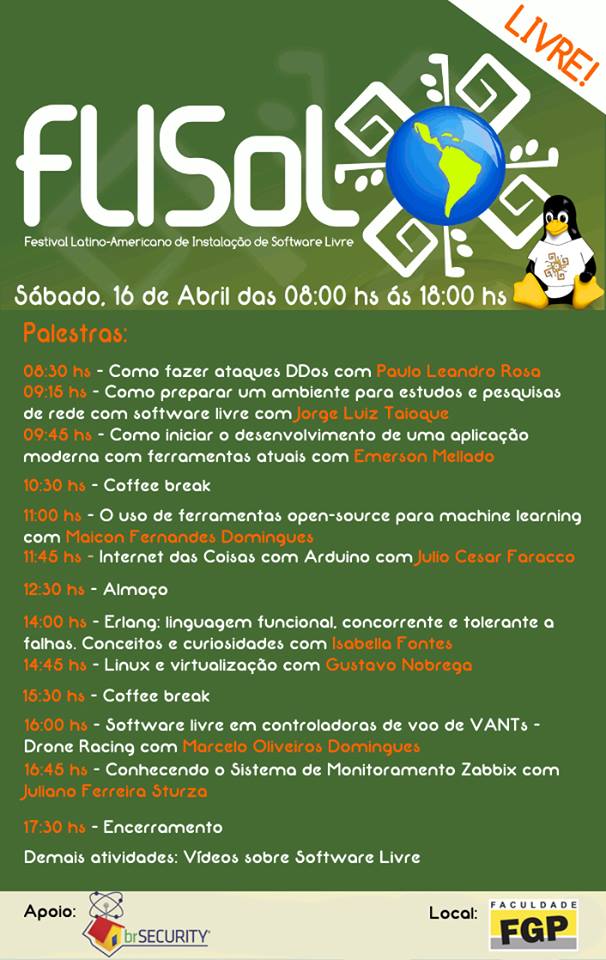 LIVRE!
FLISoL
Festival Latino-Americano de Instalação de Software Livre
Sábado, 16 de Abril das 08:00 hs ás 18:00 hs
Palestras:
08:30 hs - Como fazer ataques DDos com Paulo Leandro Rosa
09:15 hs - Como preparar um ambiente para estudos e pesquisas
de rede com software livre com Jorge Luiz Taioque
09:45 hs - Como iniciar o desenvolvimento de uma aplicação
moderna com ferramentas atuais com Emerson Mellado
10:30 hs - Coffee break
11:00 hs - O uso de ferramentas open-source para machine learning
com Maicon Fernandes Domingues
11:45 hs - Internet das Coisas com Arduino com Julio Cesar Faracco
12:30 hs - Almoço
14:00 hs - Erlang: linguagem funcional, concorrente e tolerante a
falhas. Conceitos e curiosidades com Isabella Fontes
14:45 hs - Linux e virtualização com Gustavo Nobrega
15:30 hs - Coffee break
16:00 hs - Software livre em controladoras de voo de VANTs -
Drone Racing com Marcelo Oliveiros Domingues
16:45 hs - Conhecendo o Sistema de Monitoramento Zabbix com
Juliano Ferreira Sturza
17:30 hs - Encerramento
Demais atividades: Vídeos sobre Software Livre
Apoio:
brSECURITY
Local:
FACULDADE
FGP